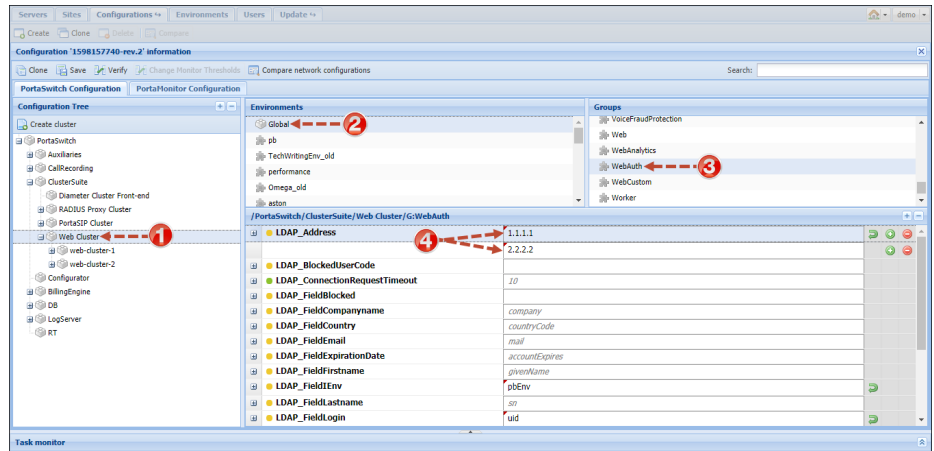 Servers Sites Configurations Environments Users Update demo
Create Clone Delete Compare
Configuration '1598157740-rev.2' information
Clone Save Verify Change Monitor Thresholds Compare network configurations Search:
PortaSwitch Configuration PortaMonitor Configuration
Configuration Tree
Create cluster
PortaSwitch
Auxiliaries
CallRecording
ClusterSuite
Diameter Cluster Front-end
RADIUS Proxy Cluster
PortaSIP Cluster
Web Cluster 1
web-cluster-1
web-cluster-2
Configurator
BillingEngine
DB
LogServer
RT
Environments
Global 2
pb
TechWritingEnv_old
performance
Omega_old
aston
Groups
VoiceFraudProtection
Web
WebAnalytics
WebAuth 3
WebCustom
Worker
/PortaSwitch/ClusterSuite/Web Cluster/G:WebAuth
LDAP_Address 4 1.1.1.1
2.2.2.2
LDAP_BlockedUserCode
LDAP_ConnectionRequestTimeout 10
LDAP_FieldBlocked
LDAP_FieldCompanyname company
LDAP_FieldCountry countryCode
LDAP_FieldEmail mail
LDAP_FieldExpirationDate accountExpires
LDAP_FieldFirstname givenName
LDAP_FieldIEnv pbEnv
LDAP_FieldLastname sn
LDAP_FieldLogin uid
Task monitor